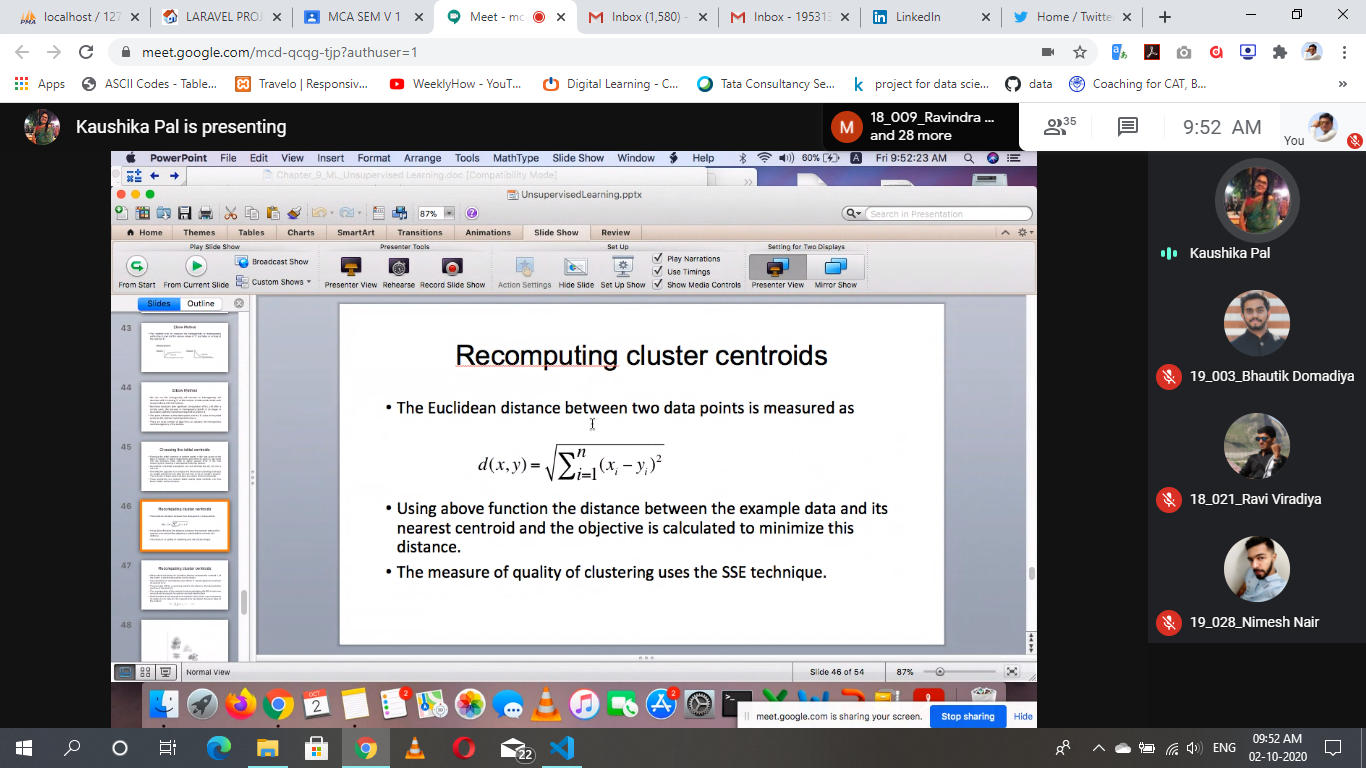 localhost / 127
LARAVEL PROJ
MCA SEM V 1
Meet - mc
Inbox (1,580) -
Inbox - 195313
LinkedIn
Home / Twitte
meet.google.com/mcd-qcqg-tjp?authuser=1
Apps
ASCII Codes - Table...
Travelo | Responsiv...
WeeklyHow - YouT...
Digital Learning - C...
Tata Consultancy Se...
project for data scie...
data
Coaching for CAT, B...
»
Kaushika Pal is presenting
M
18_009_Ravindra ...
and 28 more
35
9:52 AM
You
PowerPoint File Edit View Insert Format Arrange Tools MathType Slide Show Window Help
60%
Fri 9:52:23 AM
Chapter_9_ML_Unsupervised Learning.doc [Compatibility Mode]
UnsupervisedLearning.pptx
87%
Search in Presentation
Home Themes Tables Charts SmartArt Transitions Animations Slide Show Review
Play Slide Show
Presenter Tools
Set Up
Setting for Two Displays
From Start
From Current Slide
Broadcast Show
Custom Shows
Presenter View
Rehearse
Record Slide Show
Action Settings
Hide Slide
Set Up Show
Play Narrations
Use Timings
Show Media Controls
Presenter View
Mirror Show
Slides
Outline
43
Elbow Method
44
Elbow Method
45
Choosing the initial centroids
46
Recomputing cluster centroids
47
Recomputing cluster centroids
48
Recomputing cluster centroids
• The Euclidean distance between two data points is measured as
d(x,y) = √∑ⁿᵢ₌₁(xᵢ − yᵢ)²
• Using above function the distance between the example data and its
nearest centroid and the objective is calculated to minimize this
distance.
• The measure of quality of clustering uses the SSE technique.
Normal View
Slide 46 of 54
87%
OCT
2
2
2
meet.google.com is sharing your screen.
Stop sharing
Hide
Kaushika Pal
19_003_Bhautik Domadiya
18_021_Ravi Viradiya
19_028_Nimesh Nair
22
ENG
09:52 AM
02-10-2020